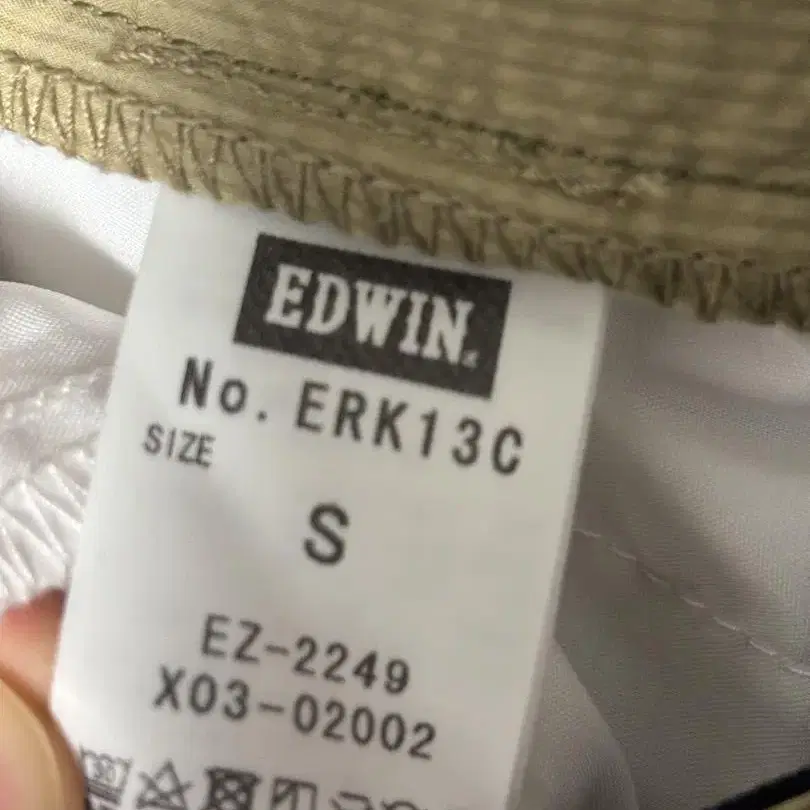 EDWIN
No. ERK13C
SIZE
S
EZ-2249
X03-02002